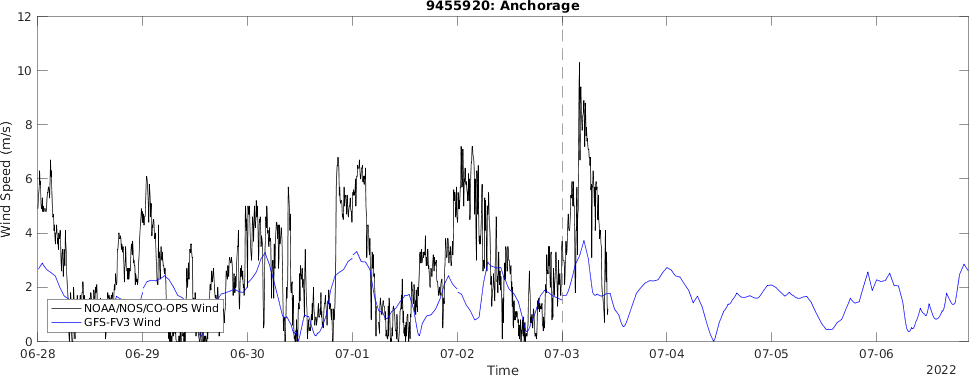 9455920: Anchorage
12
10
8
6
4
2
0
Wind Speed (m/s)
NOAA/NOS/CO-OPS Wind
GFS-FV3 Wind
06-28 06-29 06-30 07-01 07-02 07-03 07-04 07-05 07-06
Time
2022